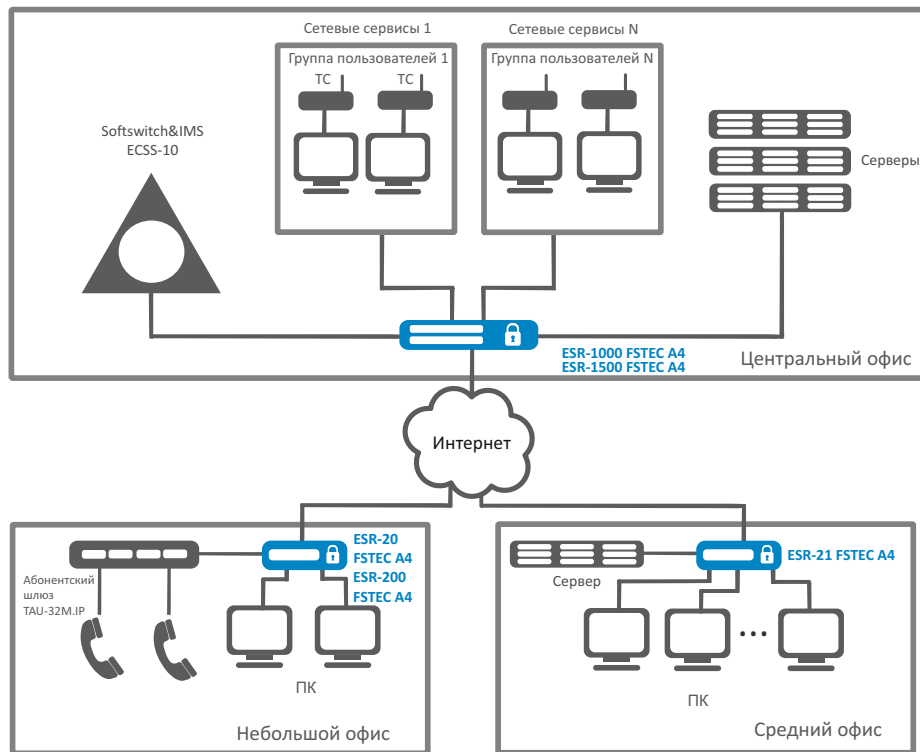 Сетевые сервисы 1
Сетевые сервисы N
Группа пользователей 1
Группа пользователей N
ТС
ТС
Softswitch&IMS
ECSS-10
Серверы
ESR-1000 FSTEC A4
ESR-1500 FSTEC A4
Центральный офис
Интернет
ESR-20
FSTEC A4
ESR-200
FSTEC A4
Абонентский
шлюз
TAU-32M.IP
ПК
Небольшой офис
ESR-21 FSTEC A4
Сервер
ПК
Средний офис